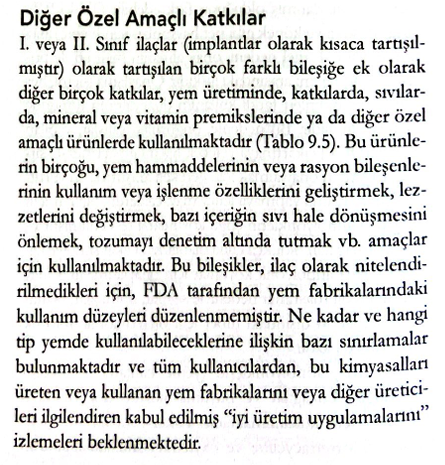 Diğer Özel Amaçlı Katkılar
I. veya II. Sınıf ilaçlar (implantlar olarak kısaca tartışıl-
mıştır) olarak tartışılan birçok farklı bileşiğe ek olarak
diğer birçok katkılar, yem üretiminde, katkılarda, sıvılar-
da, mineral veya vitamin premikslerinde ya da diğer özel
amaçlı ürünlerde kullanılmaktadır (Tablo 9.5). Bu ürünle-
rin birçoğu, yem hammaddelerinin veya rasyon bileşenle-
rinin kullanım veya işlenme özelliklerini geliştirmek, lez-
zetlerini değiştirmek, bazı içeriğin sıvı hale dönüşmesini
önlemek, tozumayı denetim altında tutmak vb. amaçlar
için kullanılmaktadır. Bu bileşikler, ilaç olarak nitelendi-
rilmedikleri için, FDA tarafından yem fabrikalarındaki
kullanım düzeyleri düzenlenmemiştir. Ne kadar ve hangi
tip yemde kullanılabileceklerine ilişkin bazı sınırlamalar
bulunmaktadır ve tüm kullanıcılardan, bu kimyasalları
üreten veya kullanan yem fabrikalarını veya diğer üretici-
leri ilgilendiren kabul edilmiş “iyi üretim uygulamalarını”
izlemeleri beklenmektedir.